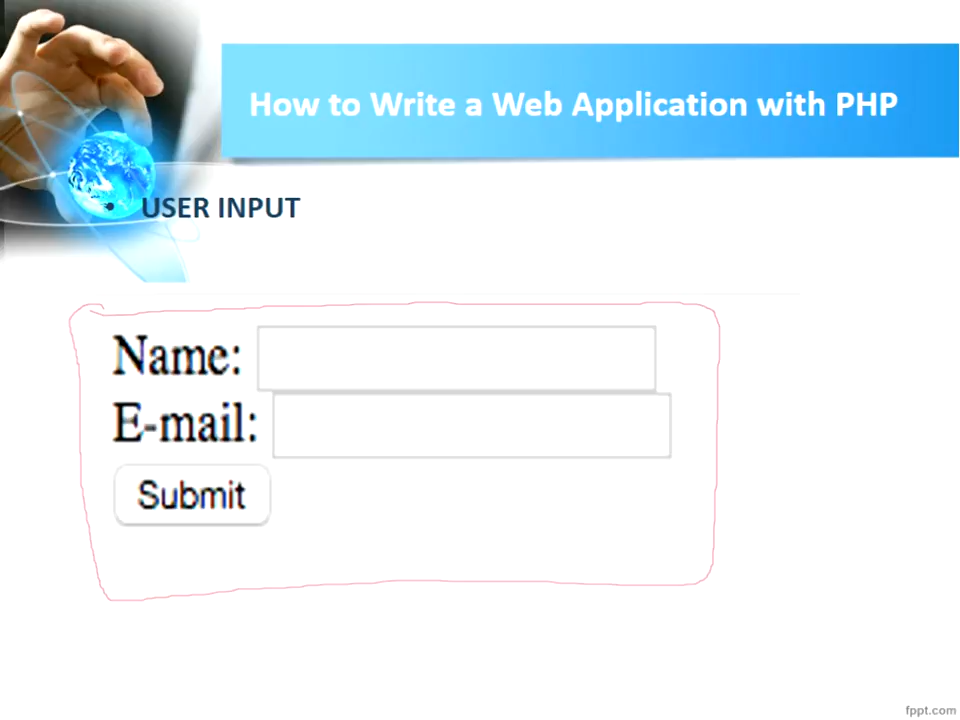 How to Write a Web Application with PHP
• USER INPUT
Name:
E-mail:
Submit
fppt.com